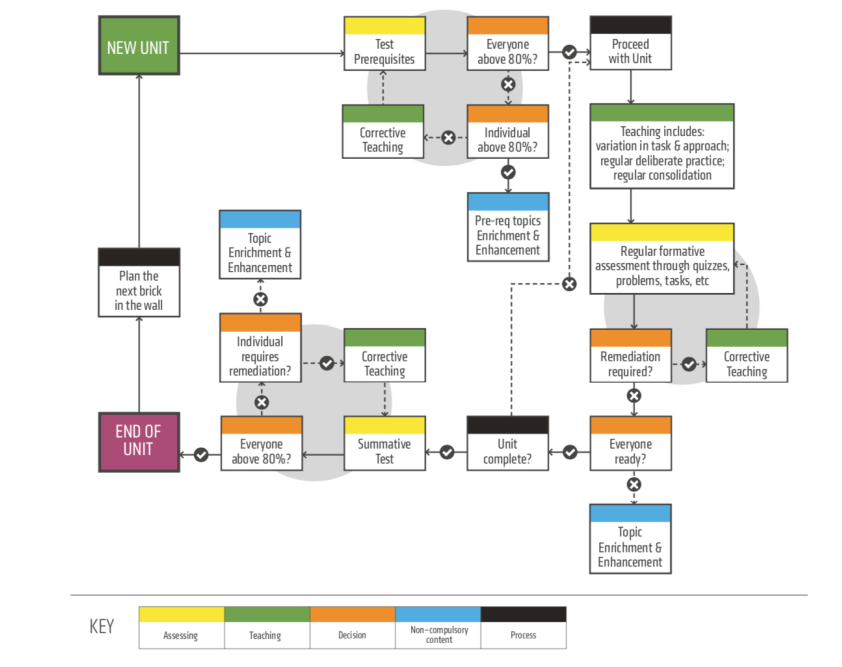 NEW UNIT
Test
Prerequisites
Everyone
above 80%?
Proceed
with Unit
Corrective
Teaching
Individual
above 80%?
Teaching includes:
variation in task & approach;
regular deliberate practice;
regular consolidation
Pre-req topics
Enrichment &
Enhancement
Topic
Enrichment &
Enhancement
Regular formative
assessment through quizzes,
problems, tasks, etc
Plan the
next brick
in the wall
Individual
requires
remediation?
Corrective
Teaching
Remediation
required?
Corrective
Teaching
END OF
UNIT
Everyone
above 80%?
Summative
Test
Unit
complete?
Everyone
ready?
Topic
Enrichment &
Enhancement
KEY
Assessing
Teaching
Decision
Non–compulsory
content
Process